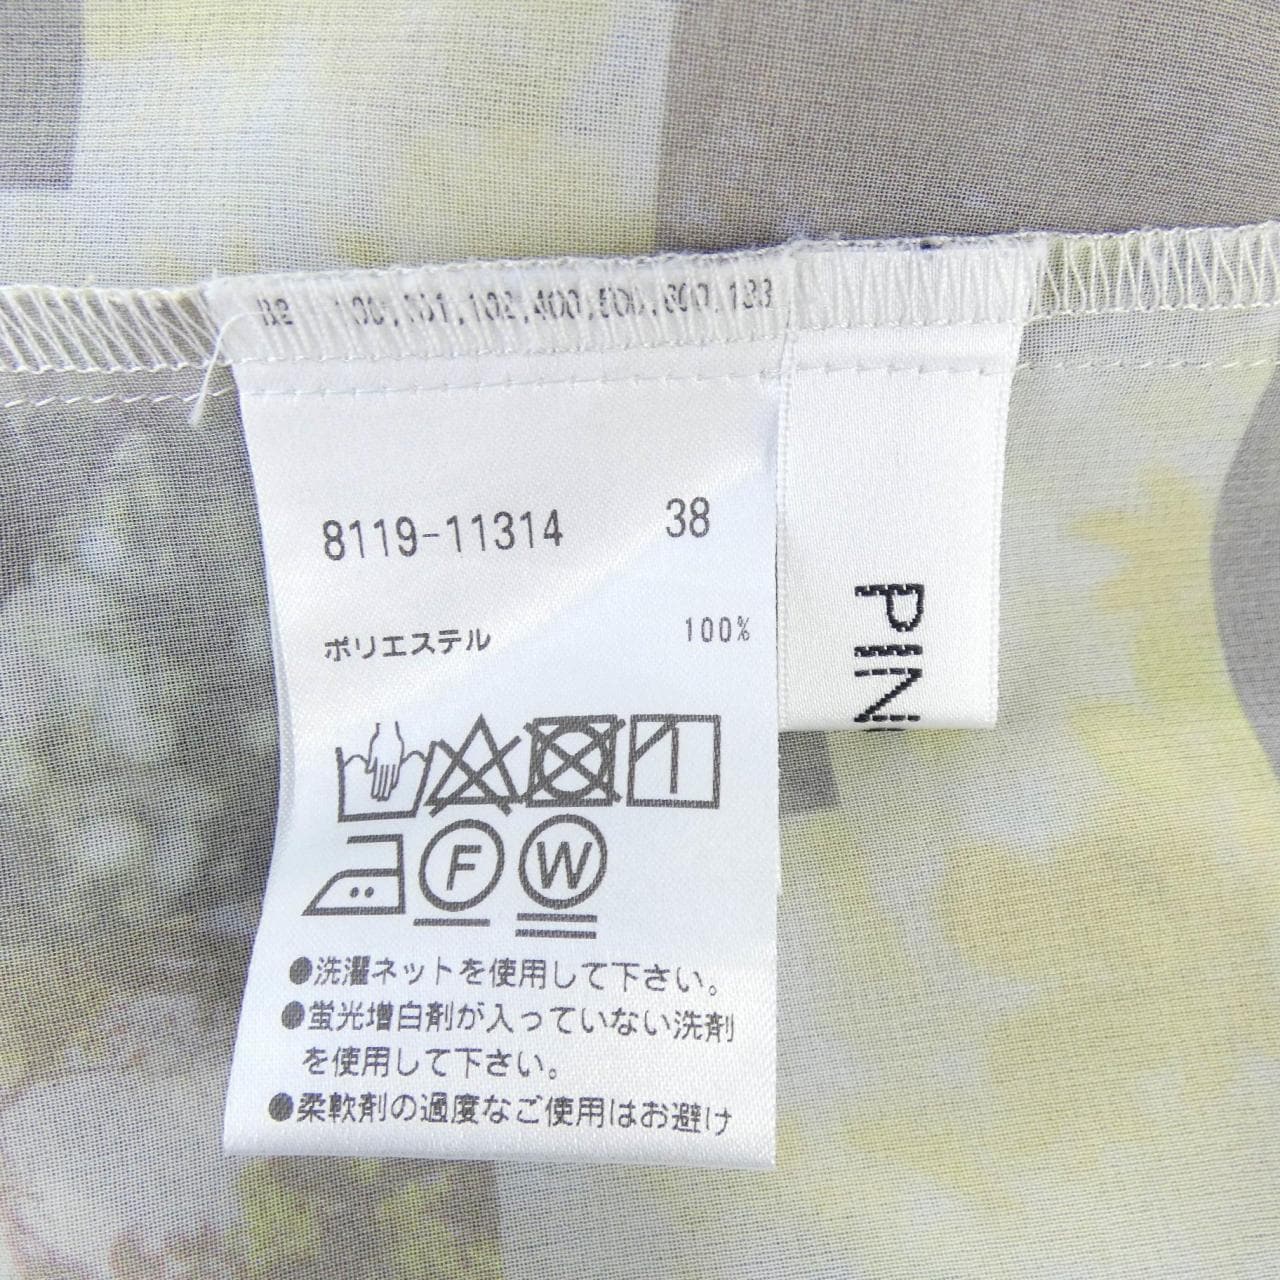 8119-11314 38
ポリエステル 100%
F W
●洗濯ネットを使用して下さい。
●蛍光増白剤が入っていない洗剤
を使用して下さい。
●柔軟剤の過度なご使用はお避け
PIN